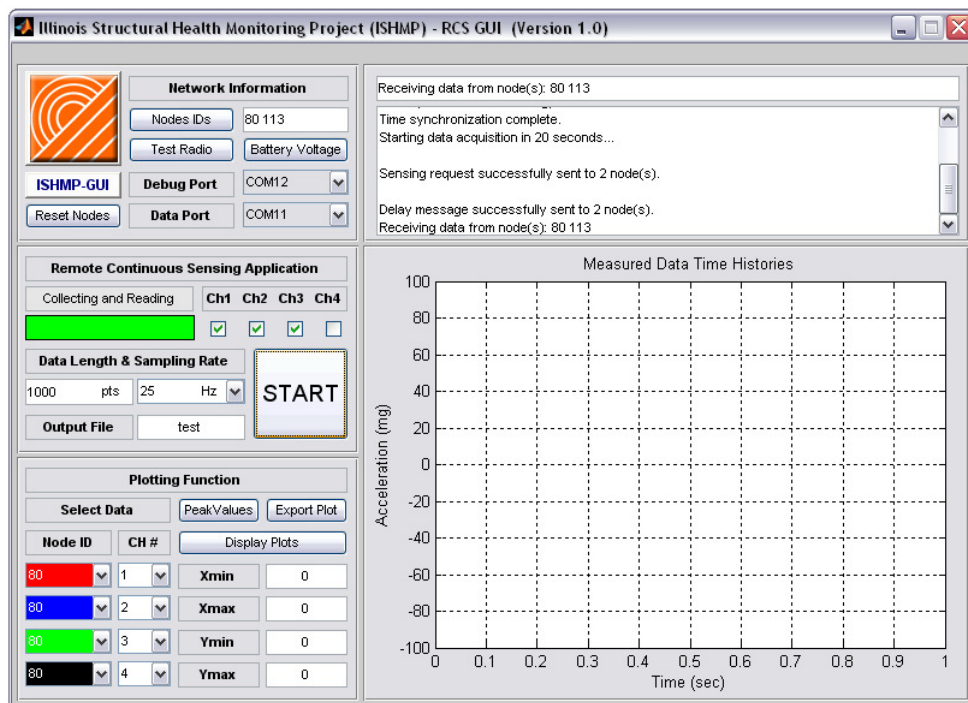 Illinois Structural Health Monitoring Project (ISHMP) - RCS GUI (Version 1.0)
Network Information
Nodes IDs 80 113
Test Radio Battery Voltage
ISHMP-GUI Debug Port COM12
Reset Nodes Data Port COM11
Receiving data from node(s): 80 113
Time synchronization complete.
Starting data acquisition in 20 seconds...
Sensing request successfully sent to 2 node(s).
Delay message successfully sent to 2 node(s).
Receiving data from node(s): 80 113
Remote Continuous Sensing Application
Collecting and Reading Ch1 Ch2 Ch3 Ch4
Data Length & Sampling Rate
1000 pts 25 Hz
START
Output File test
Plotting Function
Select Data PeakValues Export Plot
Node ID CH # Display Plots
80 1 Xmin 0
80 2 Xmax 0
80 3 Ymin 0
80 4 Ymax 0
Measured Data Time Histories
Acceleration (mg)
100
80
60
40
20
0
-20
-40
-60
-80
-100
0 0.1 0.2 0.3 0.4 0.5 0.6 0.7 0.8 0.9 1
Time (sec)